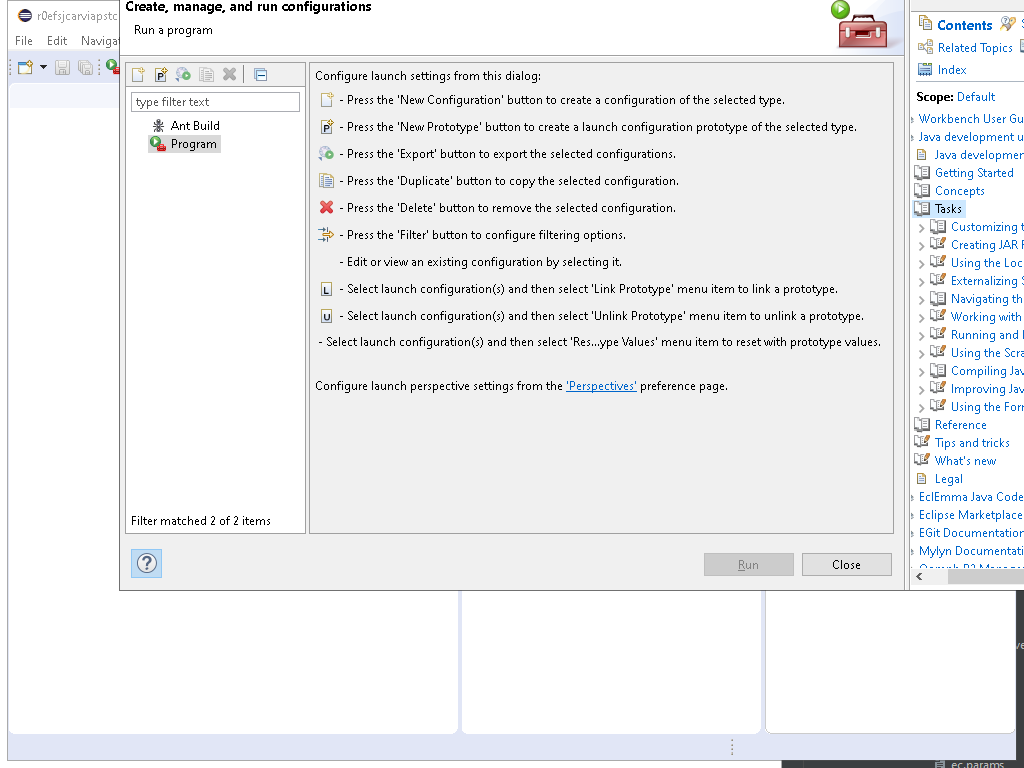 Create, manage, and run configurations
Run a program
r0efsjcarviapstc
File Edit Navigat
type filter text
Ant Build
Program
Filter matched 2 of 2 items
Configure launch settings from this dialog:
- Press the 'New Configuration' button to create a configuration of the selected type.
- Press the 'New Prototype' button to create a launch configuration prototype of the selected type.
- Press the 'Export' button to export the selected configurations.
- Press the 'Duplicate' button to copy the selected configuration.
- Press the 'Delete' button to remove the selected configuration.
- Press the 'Filter' button to configure filtering options.
- Edit or view an existing configuration by selecting it.
- Select launch configuration(s) and then select 'Link Prototype' menu item to link a prototype.
- Select launch configuration(s) and then select 'Unlink Prototype' menu item to unlink a prototype.
- Select launch configuration(s) and then select 'Res...ype Values' menu item to reset with prototype values.
Configure launch perspective settings from the 'Perspectives' preference page.
Run
Close
Contents
Related Topics
Index
Scope: Default
Workbench User Gu
Java development u
Java developmen
Getting Started
Concepts
Tasks
Customizing t
Creating JAR F
Using the Loc
Externalizing S
Navigating th
Working with
Running and
Using the Scra
Compiling Jav
Improving Jav
Using the Form
Reference
Tips and tricks
What's new
Legal
EclEmma Java Code
Eclipse Marketplace
EGit Documentation
Mylyn Documentati
ec.params